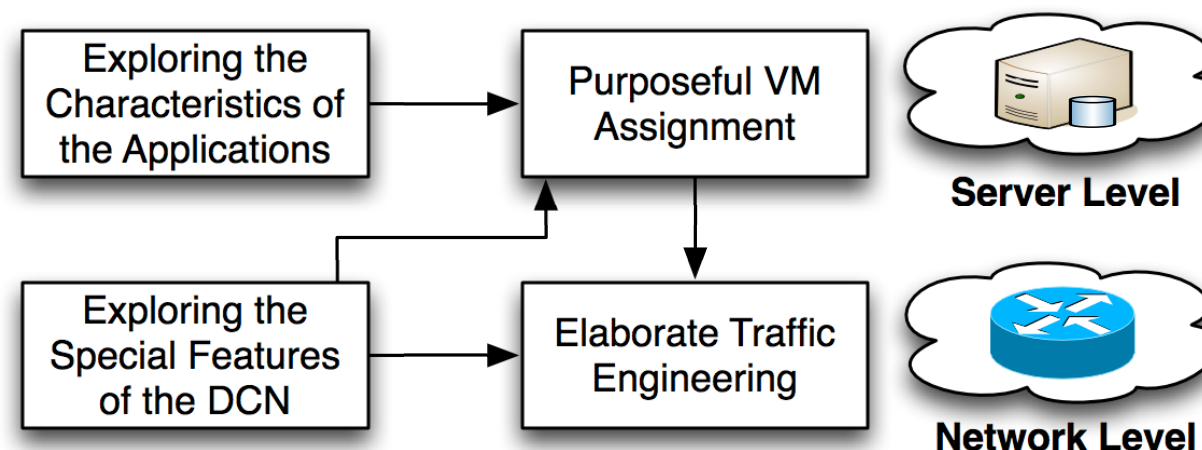 Exploring the
Characteristics of
the Applications
Purposeful VM
Assignment
Server Level
Exploring the
Special Features
of the DCN
Elaborate Traffic
Engineering
Network Level